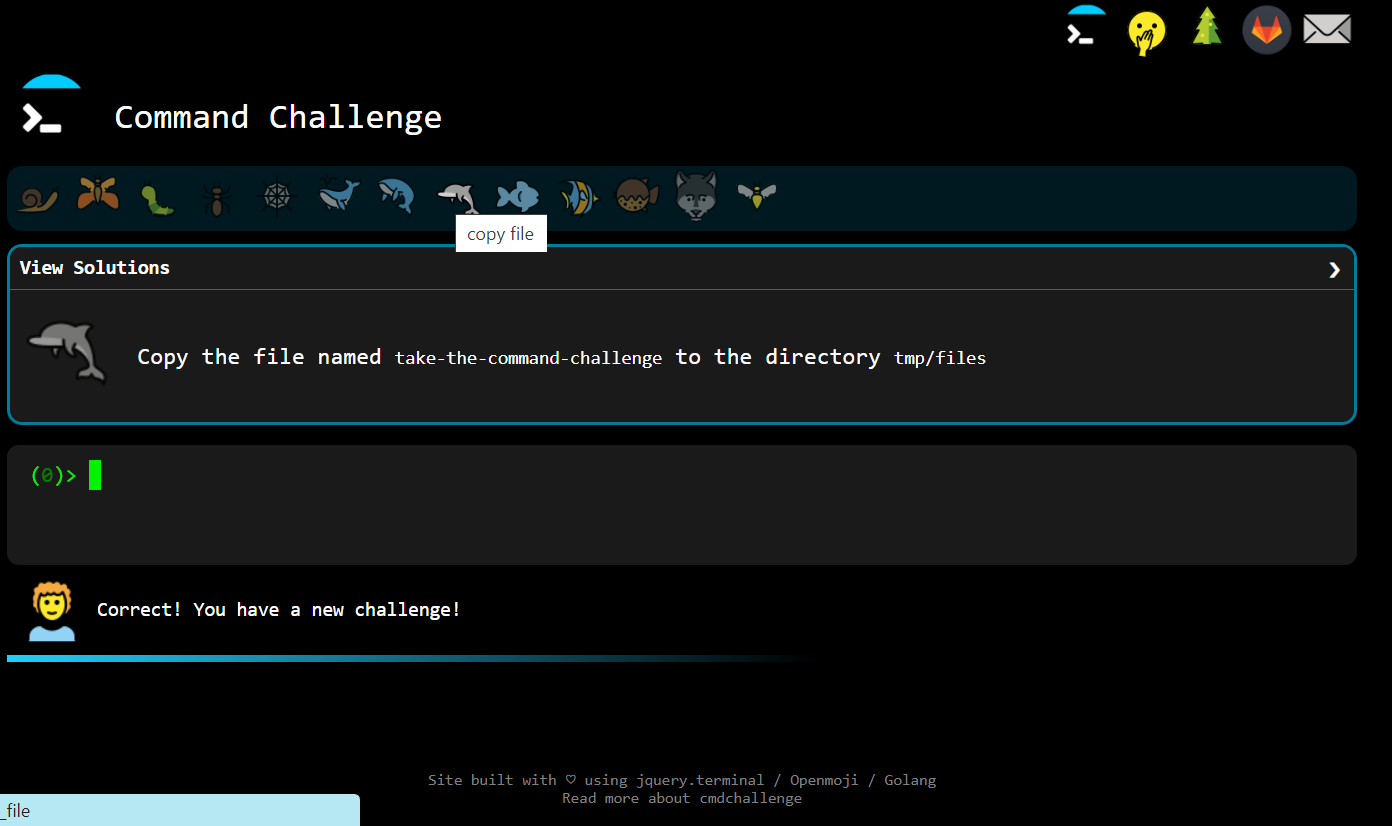 Command Challenge
copy file
View Solutions
Copy the file named take-the-command-challenge to the directory tmp/files
(0)>
Correct! You have a new challenge!
Site built with ♡ using jquery.terminal / Openmoji / Golang
Read more about cmdchallenge
_file